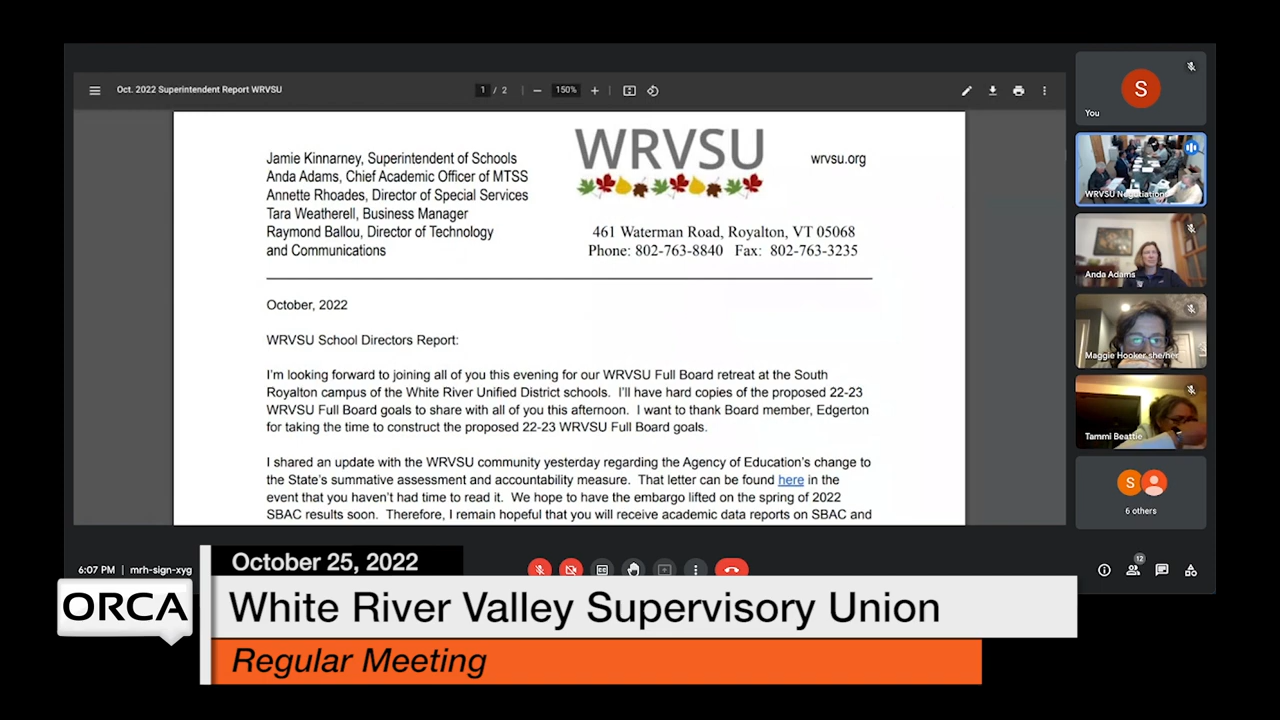 Oct. 2022 Superintendent Report WRVSU
1 / 2
150%
Jamie Kinnarney, Superintendent of Schools
Anda Adams, Chief Academic Officer of MTSS
Annette Rhoades, Director of Special Services
Tara Weatherell, Business Manager
Raymond Ballou, Director of Technology
and Communications
WRVSU
wrvsu.org
461 Waterman Road, Royalton, VT 05068
Phone: 802-763-8840 Fax: 802-763-3235
October, 2022
WRVSU School Directors Report:
I'm looking forward to joining all of you this evening for our WRVSU Full Board retreat at the South
Royalton campus of the White River Unified District schools. I'll have hard copies of the proposed 22-23
WRVSU Full Board goals to share with all of you this afternoon. I want to thank Board member, Edgerton
for taking the time to construct the proposed 22-23 WRVSU Full Board goals.
I shared an update with the WRVSU community yesterday regarding the Agency of Education's change to
the State's summative assessment and accountability measure. That letter can be found here in the
event that you haven't had time to read it. We hope to have the embargo lifted on the spring of 2022
SBAC results soon. Therefore, I remain hopeful that you will receive academic data reports on SBAC and
S
You
WRVSU Negotiations
Anda Adams
Maggie Hooker she/her
Tammi Beattie
S
6 others
6:07 PM | mrh-sign-xyg
12
October 25, 2022
ORCA
White River Valley Supervisory Union
Regular Meeting